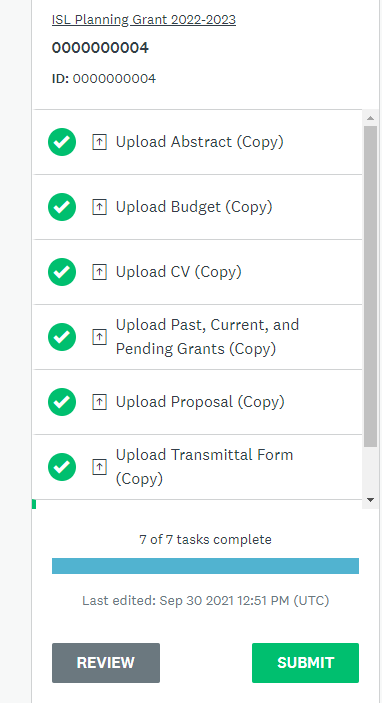 ISL Planning Grant 2022-2023
0000000004
ID: 0000000004
Upload Abstract (Copy)
Upload Budget (Copy)
Upload CV (Copy)
Upload Past, Current, and
Pending Grants (Copy)
Upload Proposal (Copy)
Upload Transmittal Form
(Copy)
7 of 7 tasks complete
Last edited: Sep 30 2021 12:51 PM (UTC)
REVIEW
SUBMIT